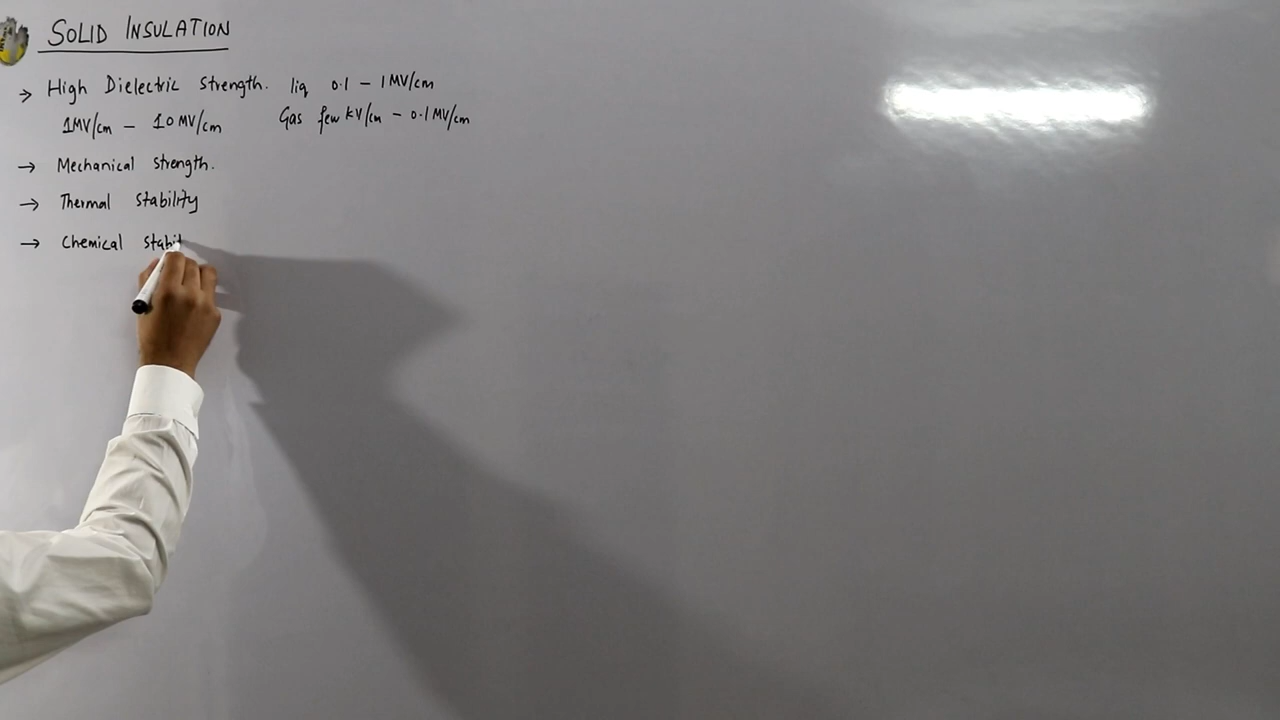 SOLID INSULATION
→ High Dielectric Strength. liq 0.1 – 1MV/cm
1MV/cm – 10MV/cm Gas few kV/cm – 0.1MV/cm
→ Mechanical strength.
→ Thermal stability
→ Chemical stabil